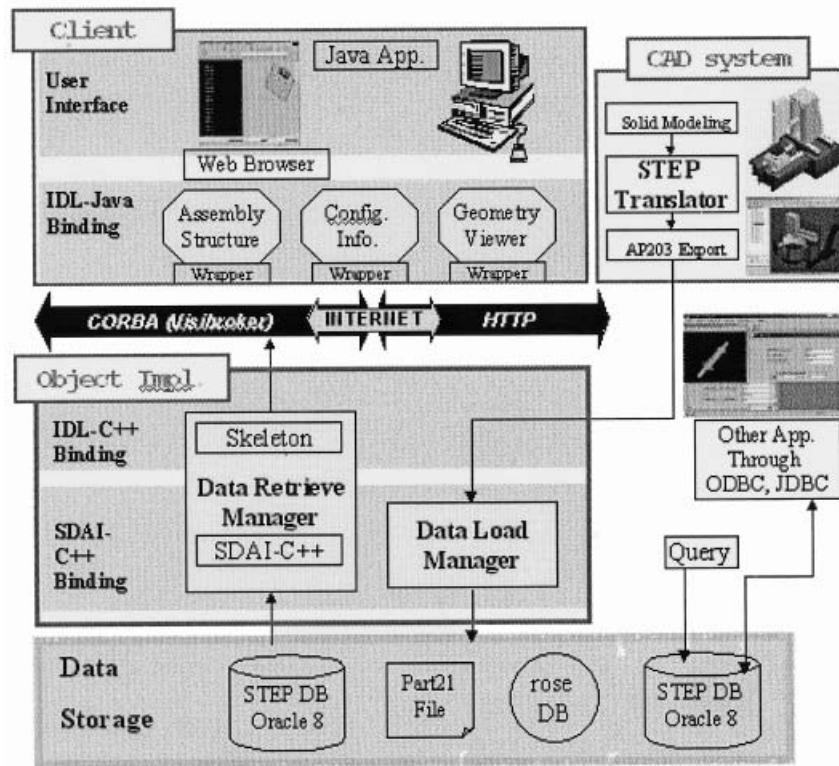 Client
User
Interface
Java App.
Web Browser
IDL-Java
Binding
Assembly
Structure
Wrapper
Config.
Info.
Wrapper
Geometry
Viewer
Wrapper
CAD system
Solid Modeling
STEP
Translator
AP203 Export
CORBA (Visibroker)
INTERNET
HTTP
Object Impl.
IDL-C++
Binding
Skeleton
Data Retrieve
Manager
SDAI-C++
SDAI-
C++
Binding
Data Load
Manager
Other App.
Through
ODBC, JDBC
Query
Data
Storage
STEP DB
Oracle 8
Part21
File
rose
DB
STEP DB
Oracle 8